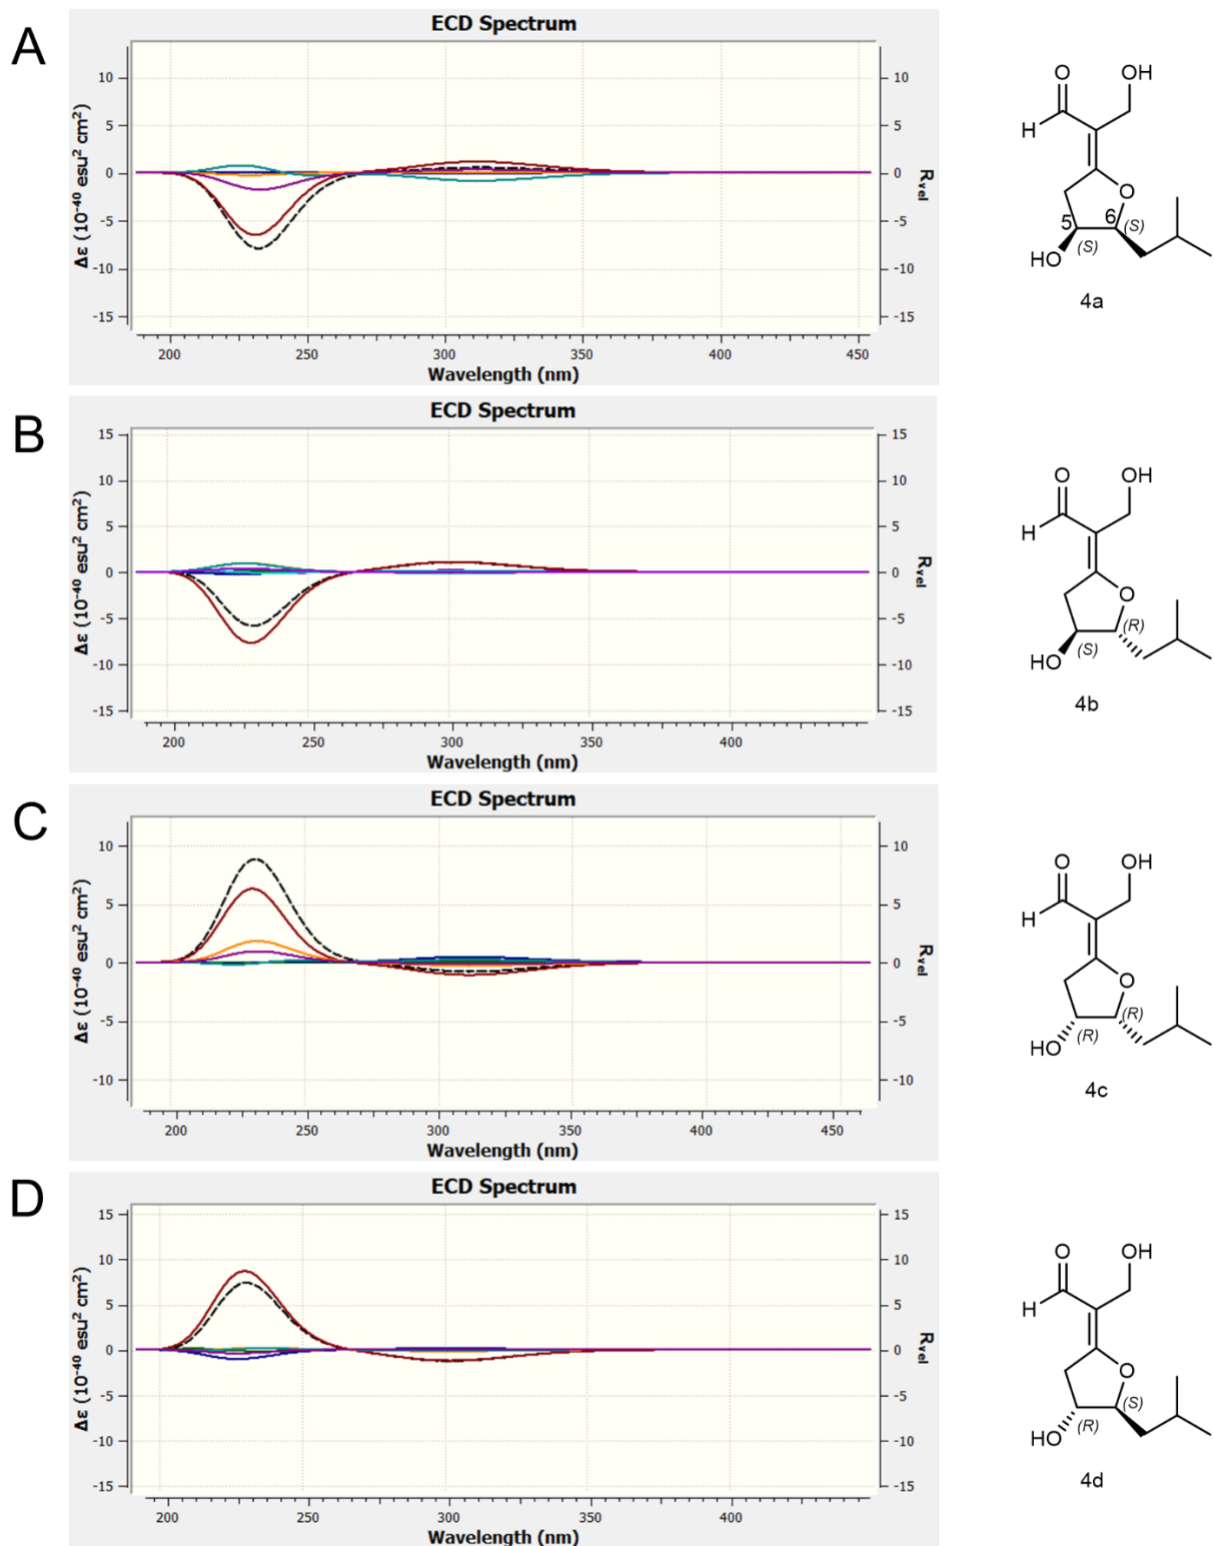 A
ECD Spectrum
Δε (10⁻⁴⁰ esu² cm²)
10
5
0
-5
-10
-15
10
5
0
-5
-10
-15
R vel
200 250 300 350 400 450
Wavelength (nm)
O OH
H
O
5 6 (S)
HO (S)
4a
B
ECD Spectrum
Δε (10⁻⁴⁰ esu² cm²)
15
10
5
0
-5
-10
-15
15
10
5
0
-5
-10
-15
R vel
200 250 300 350 400
Wavelength (nm)
O OH
H
O
(R)
HO (S)
4b
C
ECD Spectrum
Δε (10⁻⁴⁰ esu² cm²)
10
5
0
-5
-10
10
5
0
-5
-10
R vel
200 250 300 350 400 450
Wavelength (nm)
O OH
H
O
(R)
HO (R)
4c
D
ECD Spectrum
Δε (10⁻⁴⁰ esu² cm²)
15
10
5
0
-5
-10
-15
15
10
5
0
-5
-10
-15
R vel
200 250 300 350 400
Wavelength (nm)
O OH
H
O
(S)
HO (R)
4d